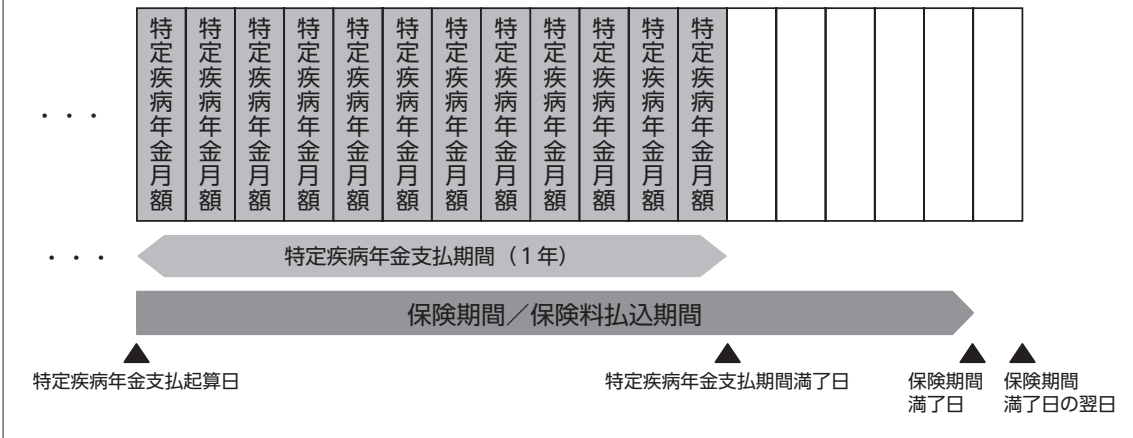 ・・・
特定疾病年金月額
特定疾病年金月額
特定疾病年金月額
特定疾病年金月額
特定疾病年金月額
特定疾病年金月額
特定疾病年金月額
特定疾病年金月額
特定疾病年金月額
特定疾病年金月額
特定疾病年金月額
特定疾病年金月額
・・・
特定疾病年金支払期間（1年）
保険期間／保険料払込期間
特定疾病年金支払起算日
特定疾病年金支払期間満了日
保険期間
満了日
保険期間
満了日の翌日